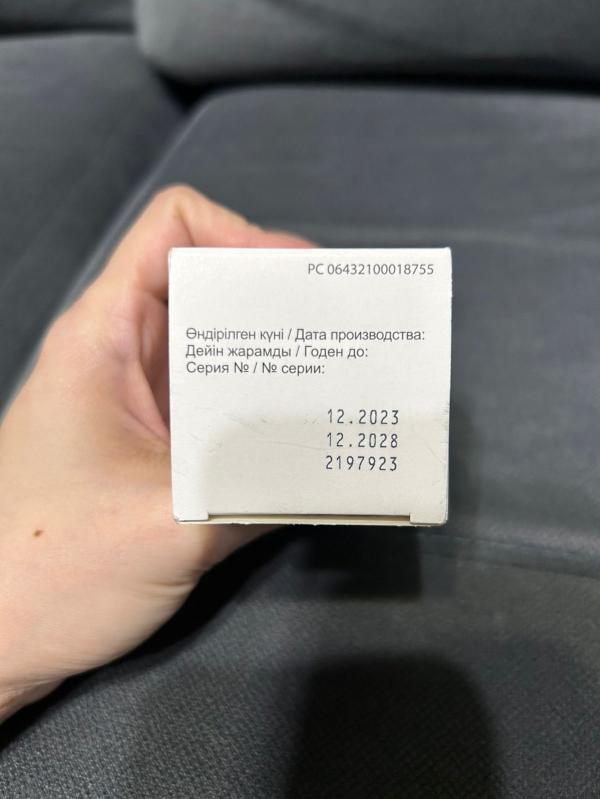 РС 06432100018755
Өндірілген күні / Дата производства:
Дейін жарамды / Годен до:
Серия № / № серии:
12.2023
12.2028
2197923